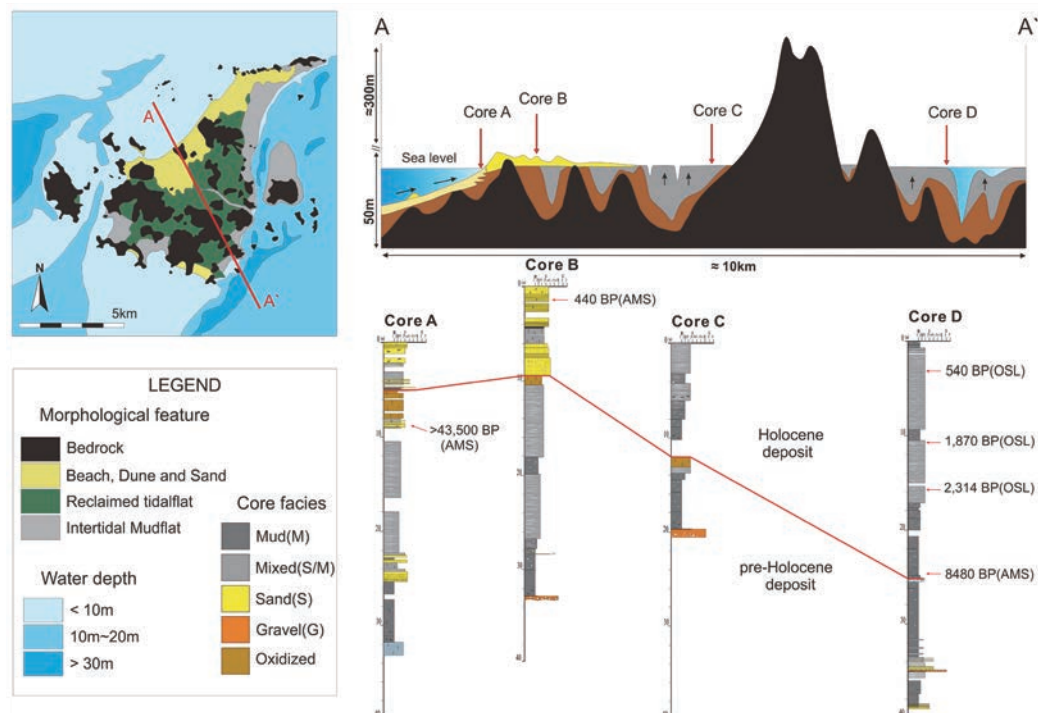 A
A`
N
5km
A
A`
≈300m
50m
Sea level
Core A
Core B
Core C
Core D
≈ 10km
LEGEND
Morphological feature
Bedrock
Beach, Dune and Sand
Reclaimed tidalflat
Intertidal Mudflat
Water depth
< 10m
10m~20m
> 30m
Core facies
Mud(M)
Mixed(S/M)
Sand(S)
Gravel(G)
Oxidized
Core A
>43,500 BP
(AMS)
Core B
440 BP(AMS)
Core C
Holocene
deposit
pre-Holocene
deposit
Core D
540 BP(OSL)
1,870 BP(OSL)
2,314 BP(OSL)
8480 BP(AMS)